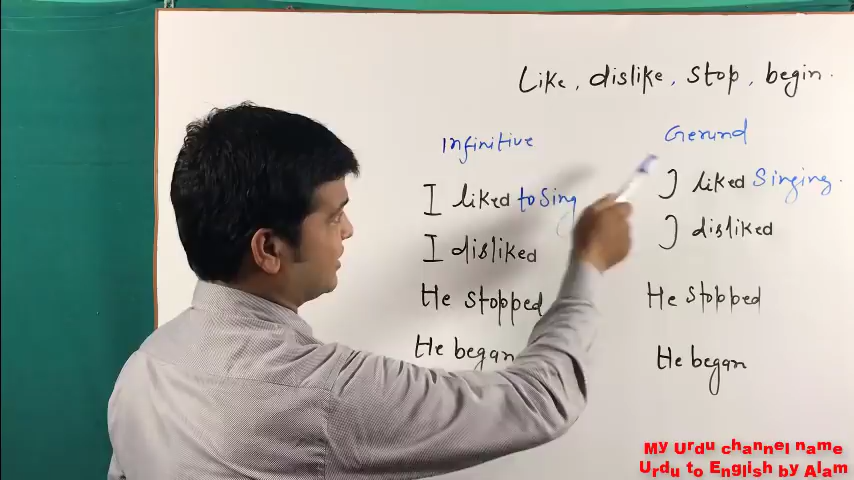 Like, dislike, stop, begin.
Infinitive
Gerund
I liked to Sing
I liked Singing.
I disliked
I disliked
He stopped
He stopped
He began
He began
My Urdu channel name
Urdu to English by Alam